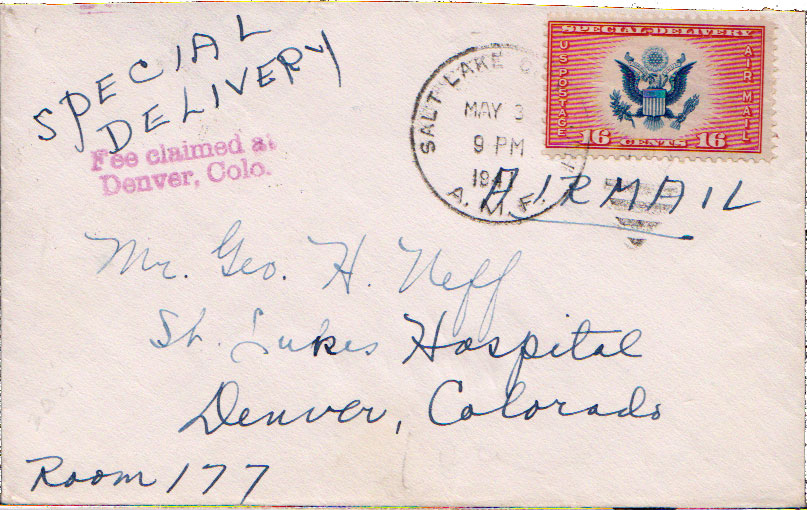 SPECIAL
DELIVERY
Fee claimed at
Denver, Colo.
SALT LAKE
MAY 3
9 PM
A. M. F.
SPECIAL DELIVERY
US POSTAGE
AIR MAIL
16 CENTS 16
AIRMAIL
Mr. Geo. H. Neff
St. Lukes Hospital
Denver, Colorado
Room 177